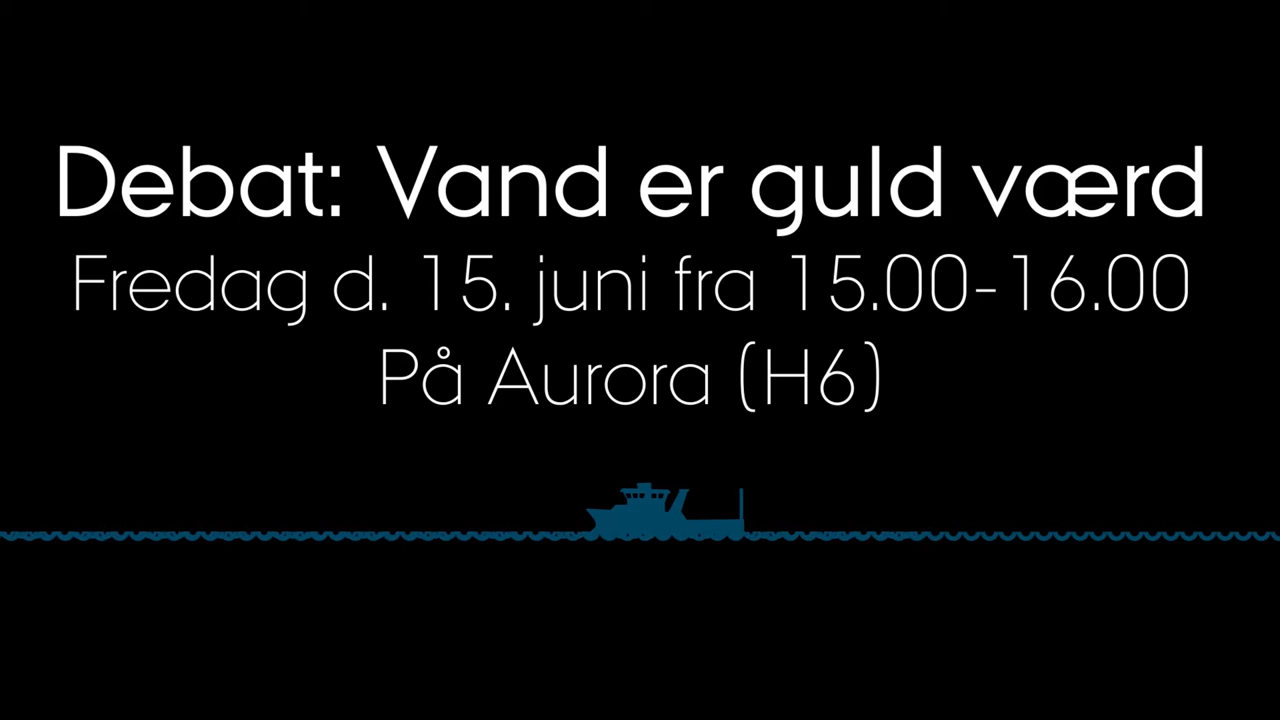 Debat: Vand er guld værd
Fredag d. 15. juni fra 15.00-16.00
På Aurora (H6)